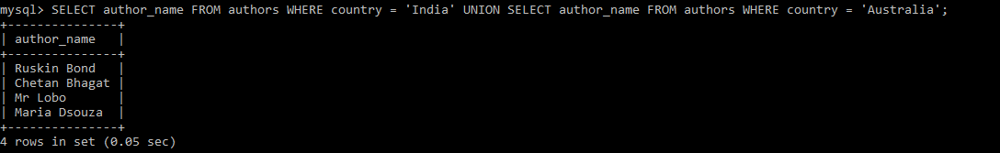 mysql> SELECT author_name FROM authors WHERE country = 'India' UNION SELECT author_name FROM authors WHERE country = 'Australia';
+---------------+
| author_name   |
+---------------+
| Ruskin Bond   |
| Chetan Bhagat |
| Mr Lobo       |
| Maria Dsouza  |
+---------------+
4 rows in set (0.05 sec)